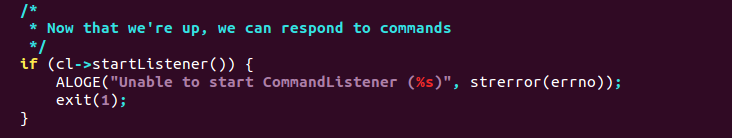 /*
 * Now that we're up, we can respond to commands
 */
if (cl->startListener()) {
    ALOGE("Unable to start CommandListener (%s)", strerror(errno));
    exit(1);
}